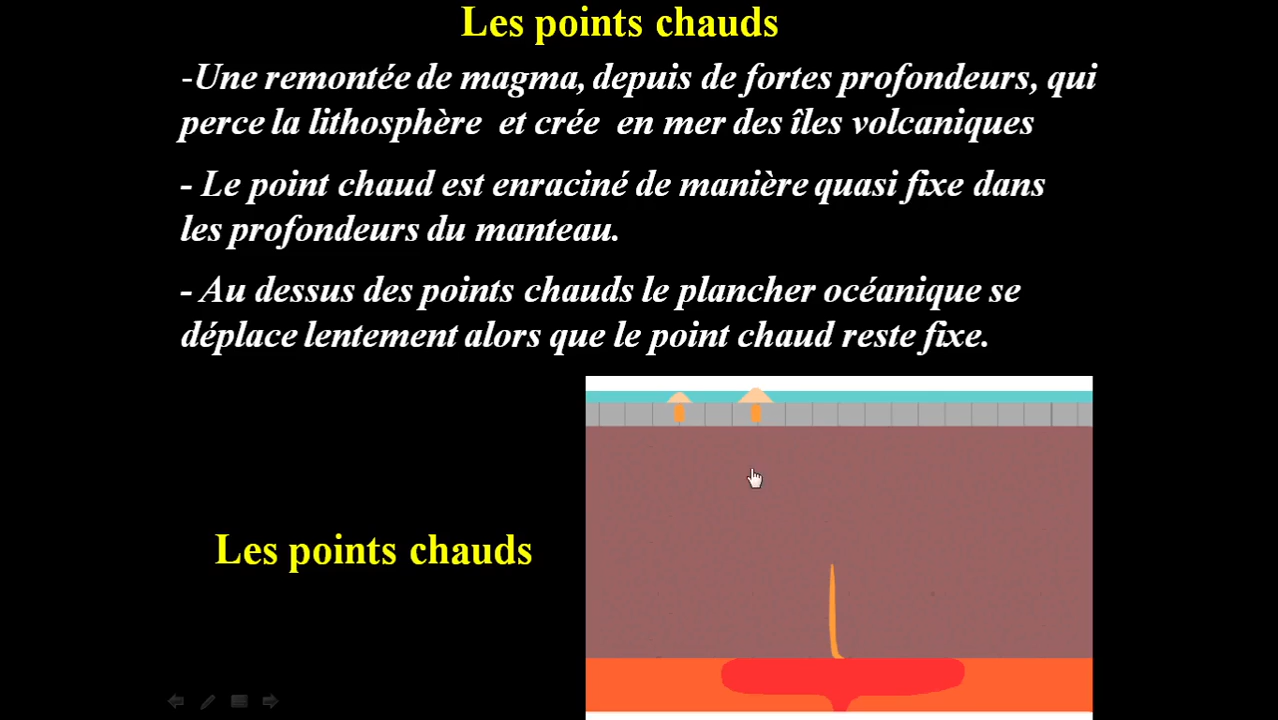 Les points chauds
-Une remontée de magma, depuis de fortes profondeurs, qui
perce la lithosphère et crée en mer des îles volcaniques
- Le point chaud est enraciné de manière quasi fixe dans
les profondeurs du manteau.
- Au dessus des points chauds le plancher océanique se
déplace lentement alors que le point chaud reste fixe.
Les points chauds